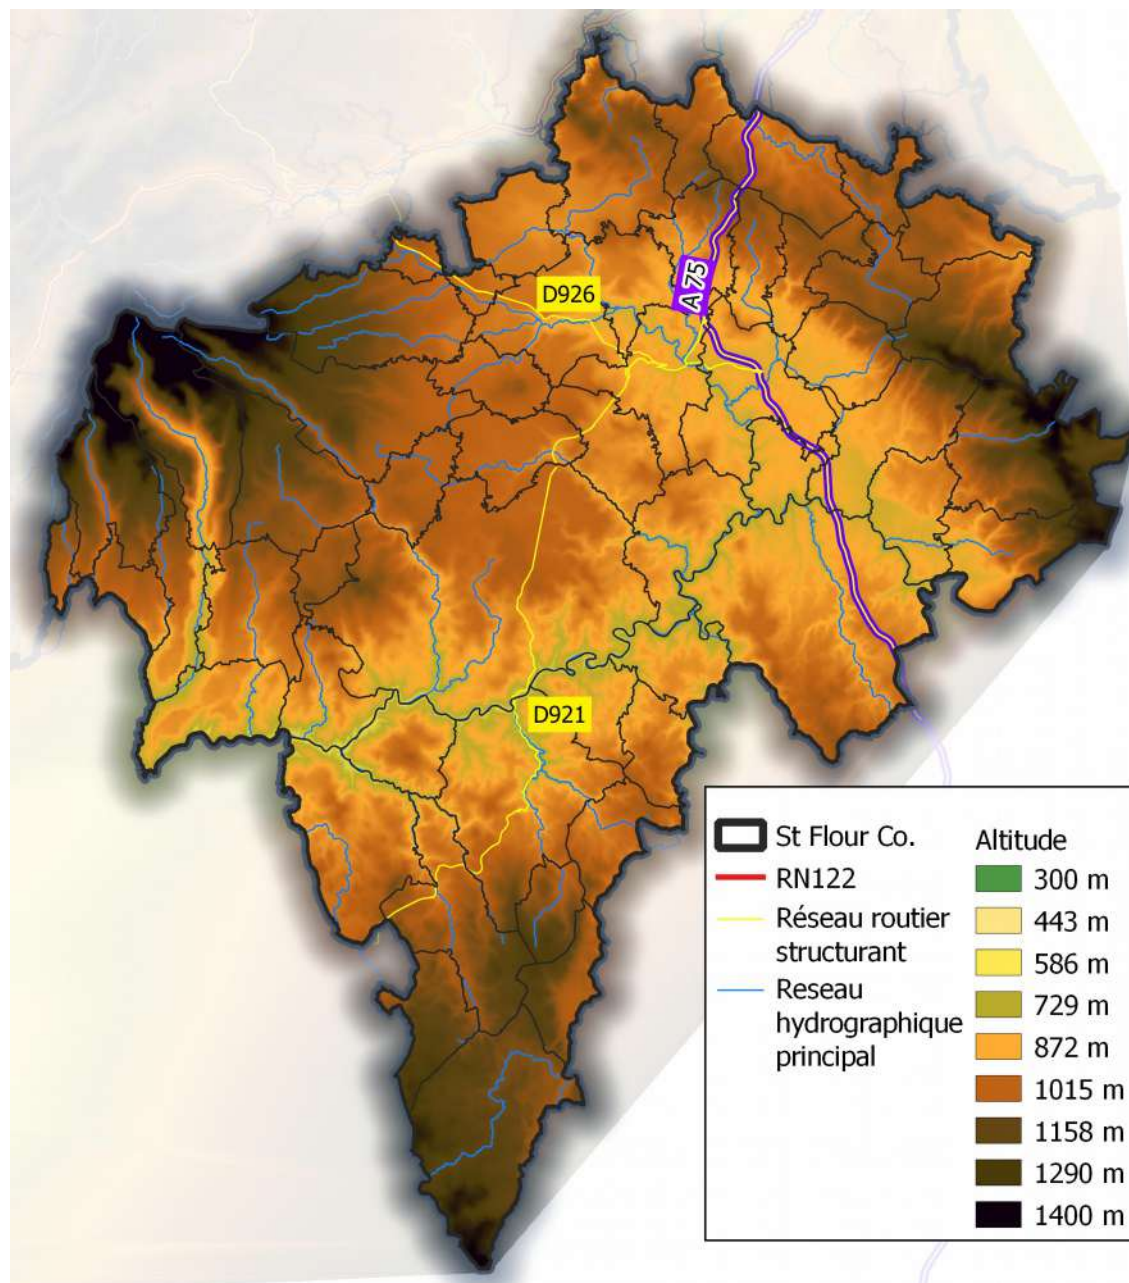 D926
A 75
D921
St Flour Co.
RN122
Réseau routier
structurant
Reseau
hydrographique
principal
Altitude
300 m
443 m
586 m
729 m
872 m
1015 m
1158 m
1290 m
1400 m